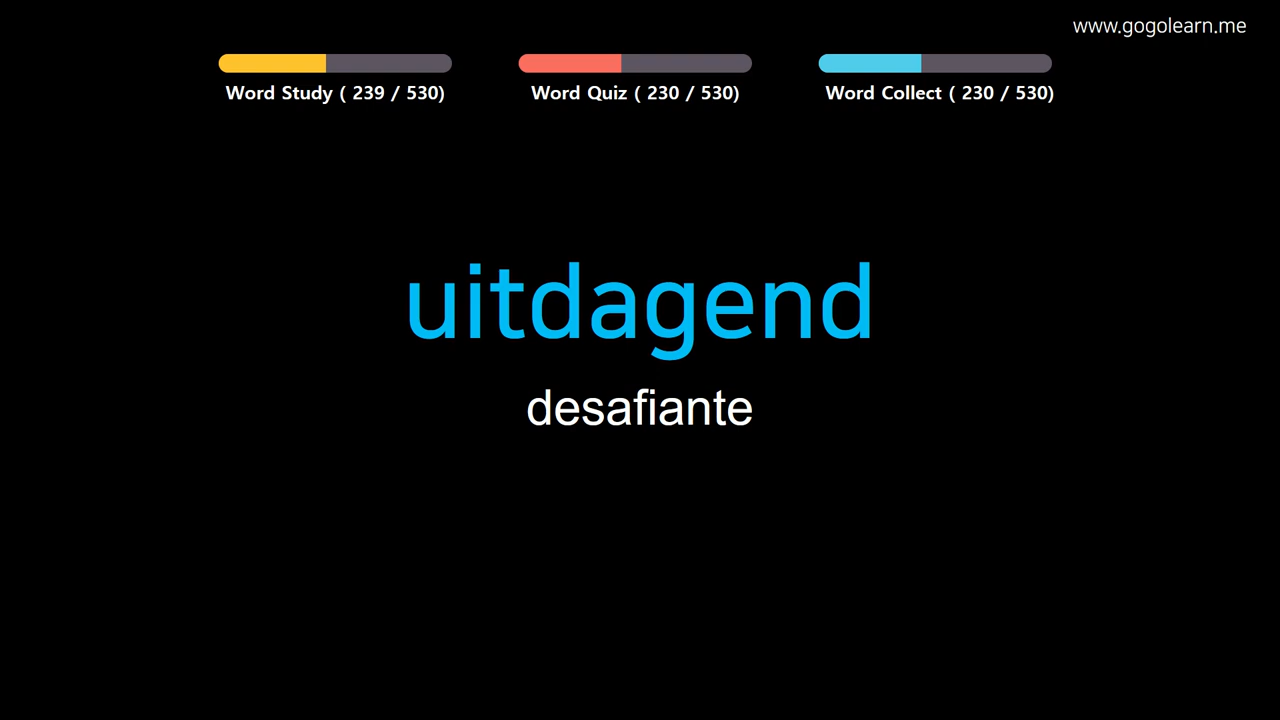 www.gogolearn.me
Word Study ( 239 / 530)
Word Quiz ( 230 / 530)
Word Collect ( 230 / 530)
uitdagend
desafiante